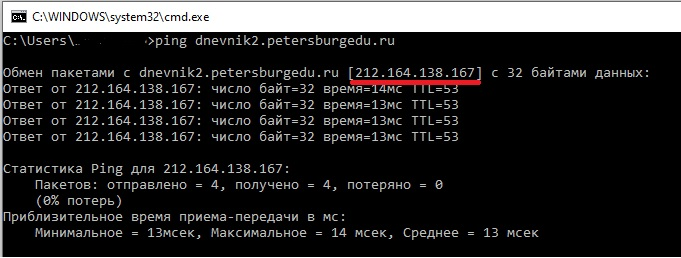 C:\WINDOWS\system32\cmd.exe
C:\Users\ >ping dnevnik2.petersburgedu.ru
Обмен пакетами с dnevnik2.petersburgedu.ru [212.164.138.167] с 32 байтами данных:
Ответ от 212.164.138.167: число байт=32 время=14мс TTL=53
Ответ от 212.164.138.167: число байт=32 время=13мс TTL=53
Ответ от 212.164.138.167: число байт=32 время=13мс TTL=53
Ответ от 212.164.138.167: число байт=32 время=13мс TTL=53
Статистика Ping для 212.164.138.167:
Пакетов: отправлено = 4, получено = 4, потеряно = 0
(0% потерь)
Приблизительное время приема-передачи в мс:
Минимальное = 13мсек, Максимальное = 14 мсек, Среднее = 13 мсек